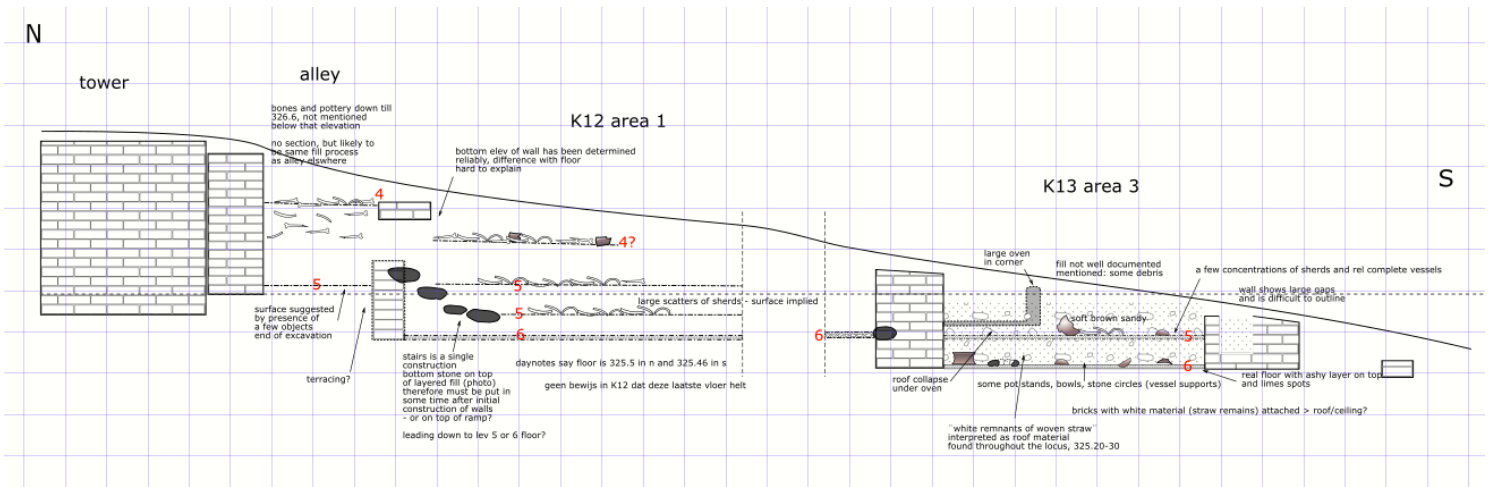 N
tower
alley
bones and pottery down till
326.6, not mentioned
below that elevation
no section, but likely to
be same fill process
as alley elswhere
K12 area 1
bottom elev of wall has been determined
reliably, difference with floor
hard to explain
K13 area 3
S
4
4?
large oven
in corner
fill not well documented
mentioned: some debris
a few concentrations of sherds and rel complete vessels
wall shows large gaps
and is difficult to outline
5
5
large scatters of sherds - surface implied
surface suggested
by presence of
a few objects
end of excavation
5
soft brown sandy
6
6
5
stairs is a single
construction
bottom stone on top
of layered fill (photo)
therefore must be put in
some time after initial
construction of walls
- or on top of ramp?
leading down to lev 5 or 6 floor?
terracing?
daynotes say floor is 325.5 in n and 325.46 in s
geen bewijs in K12 dat deze laatste vloer helt
roof collapse
under oven
6
some pot stands, bowls, stone circles (vessel supports)
real floor with ashy layer on top
and limes spots
bricks with white material (straw remains) attached > roof/ceiling?
"white remnants of woven straw"
interpreted as roof material
found throughout the locus, 325.20-30